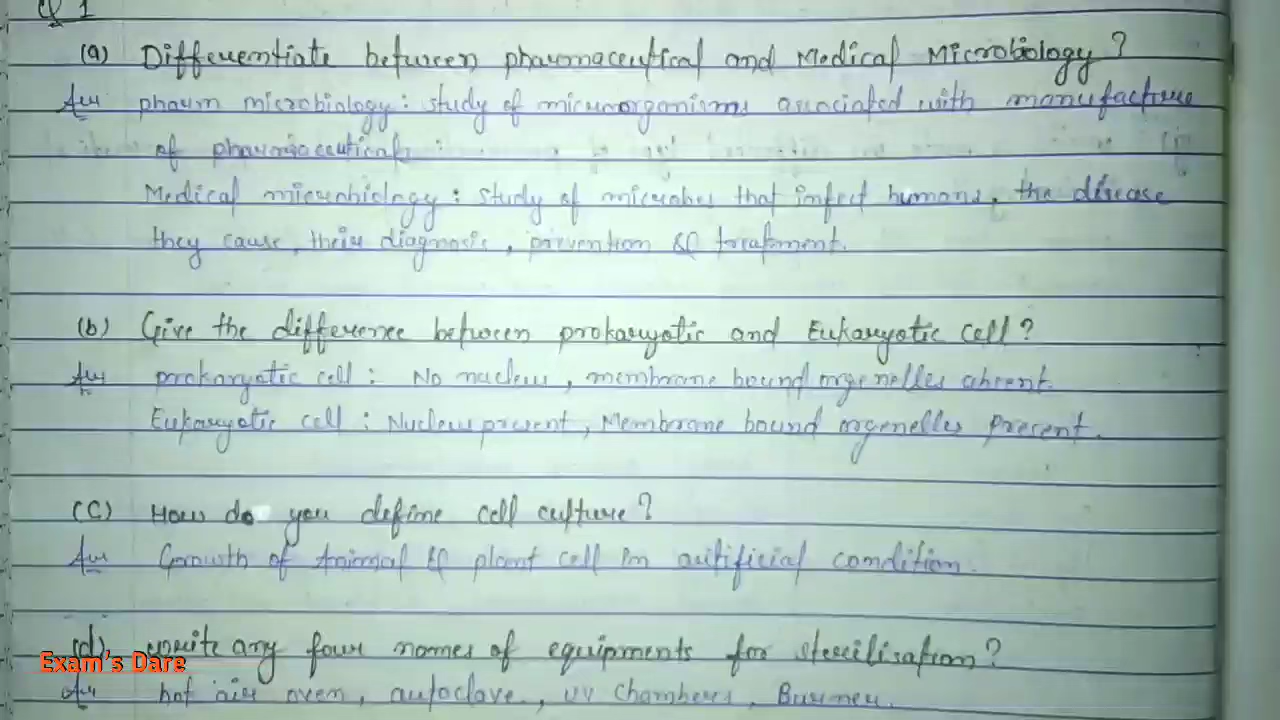 Q 1
(a) Differentiate between pharmaceutical and Medical Microbiology?
Ans pharm microbiology: study of microorganisms associated with manufacture
of pharmaceuticals:
Medical microbiology: study of microbes that infect humans, the disease
they cause, their diagnosis, prevention & treatment.
(b) Give the difference between prokaryotic and Eukaryotic cell?
Ans prokaryotic cell: No nucleus, membrane bound orgenelles absent.
Eukaryotic cell: Nucleus present, Membrane bound orgenelles present.
(C) How do you define cell culture?
Ans Growth of Animal & plant cell in artificial condition.
(d) write any four names of equipments for sterilisation?
Exam's Dare
Ans hot air oven, autoclave, UV Chambers, Burner.